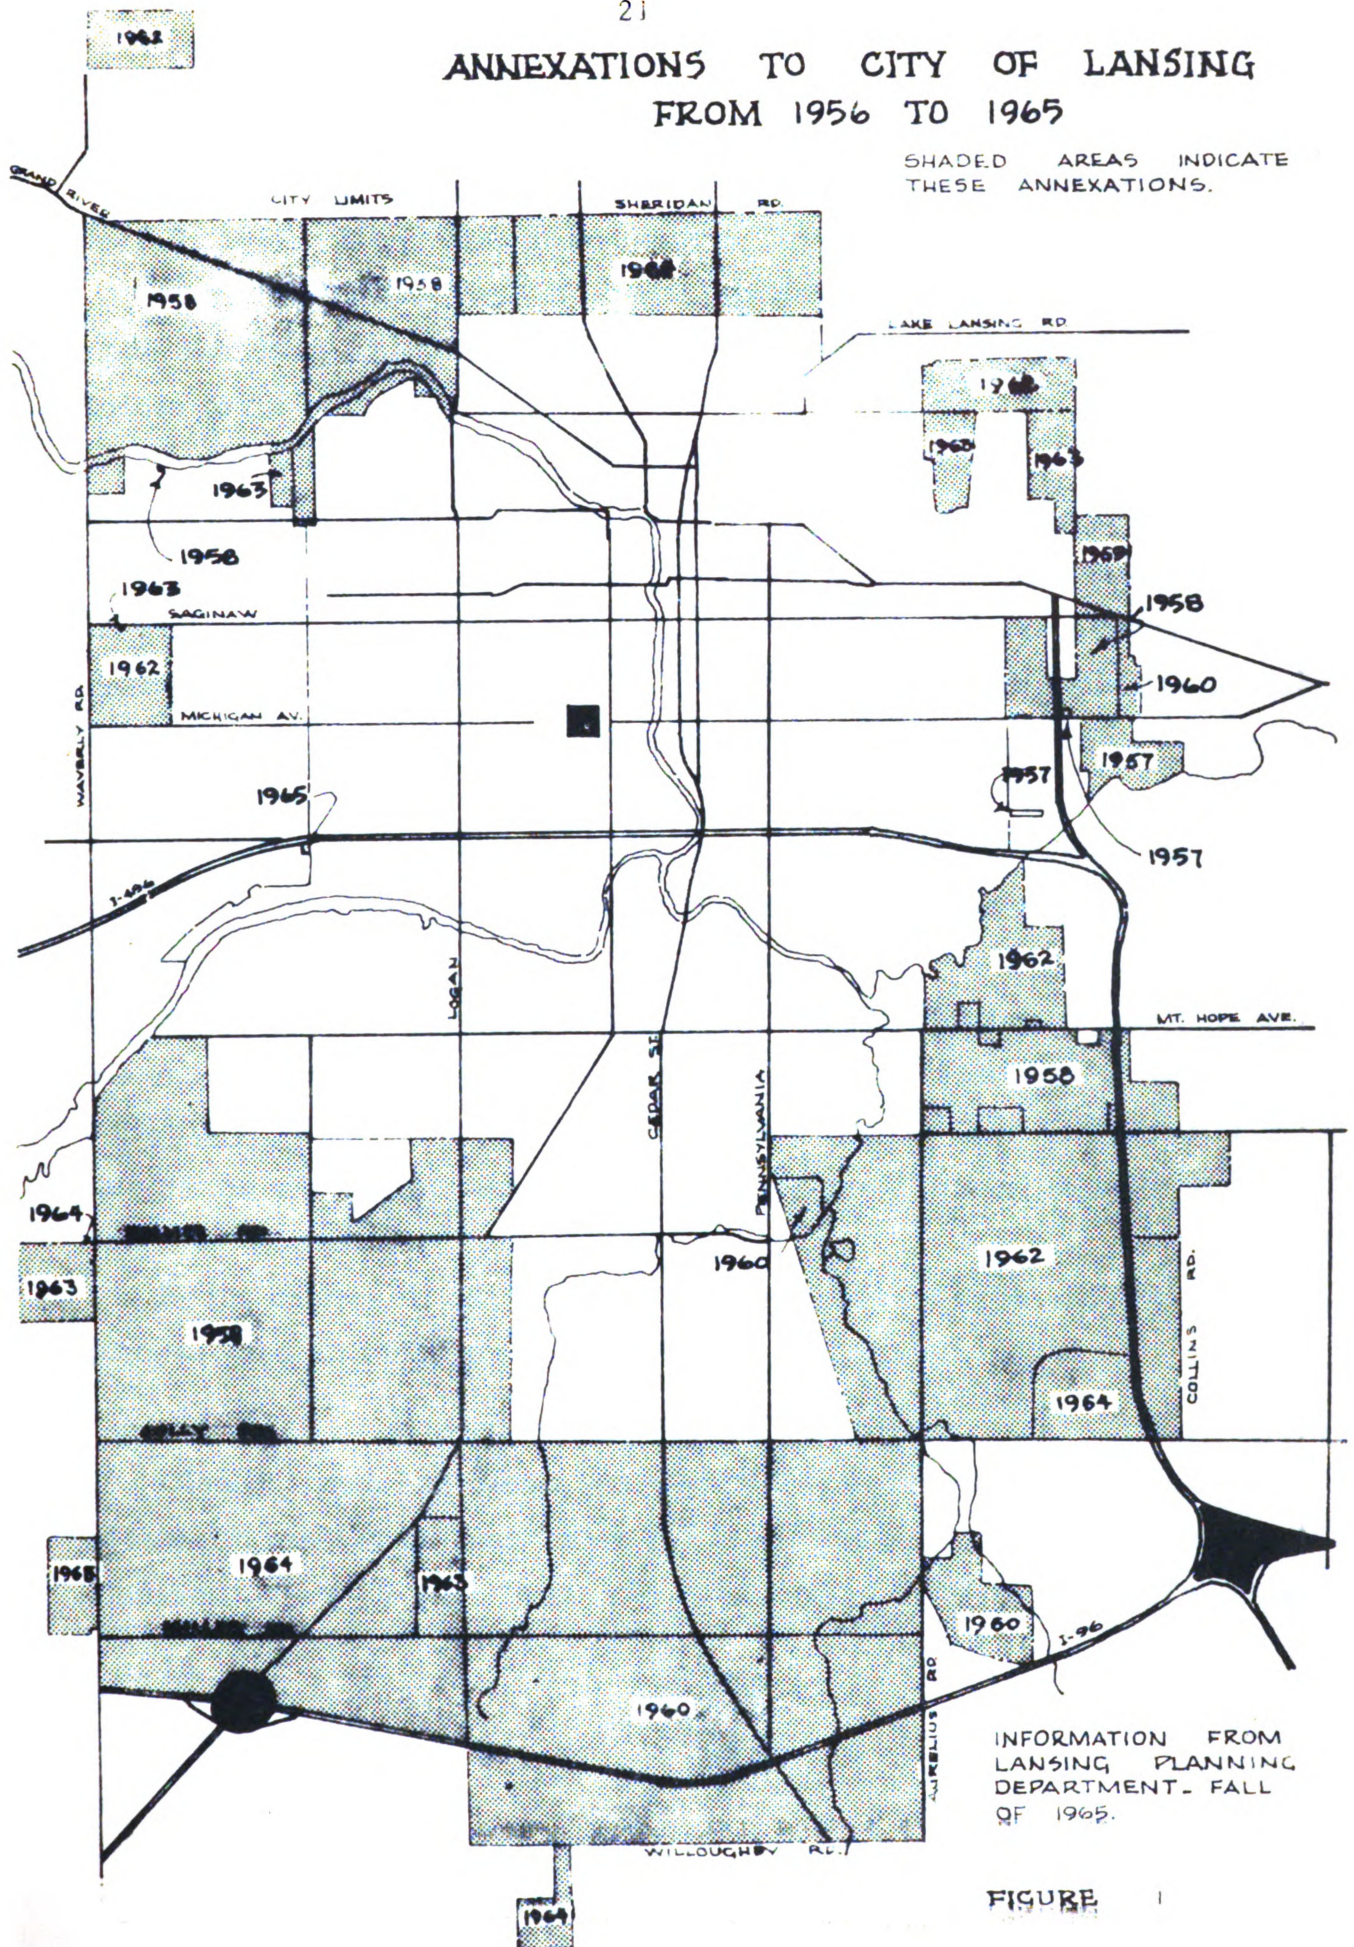 21
ANNEXATIONS TO CITY OF LANSING
FROM 1956 TO 1965
SHADED AREAS INDICATE
THESE ANNEXATIONS.
1962
GRAND RIVER
CITY LIMITS
SHERIDAN RD.
1958
1958
LAKE LANSING RD
1963
1963
1958
1963
SAGINAW
1958
1962
1960
WAVERLY RD.
MICHIGAN AV.
1957
1957
1965
1957
I-496
1962
LOGAN
MT. HOPE AVE.
CEDAR ST.
1958
PENNSYLVANIA
1964
1960
1962
1963
COLLINS RD.
1958
1964
1964
1963
1960
I-96
1960
AURELIUS RD
INFORMATION FROM
LANSING PLANNING
DEPARTMENT - FALL
OF 1965.
WILLOUGHBY RD.
FIGURE 1
1964